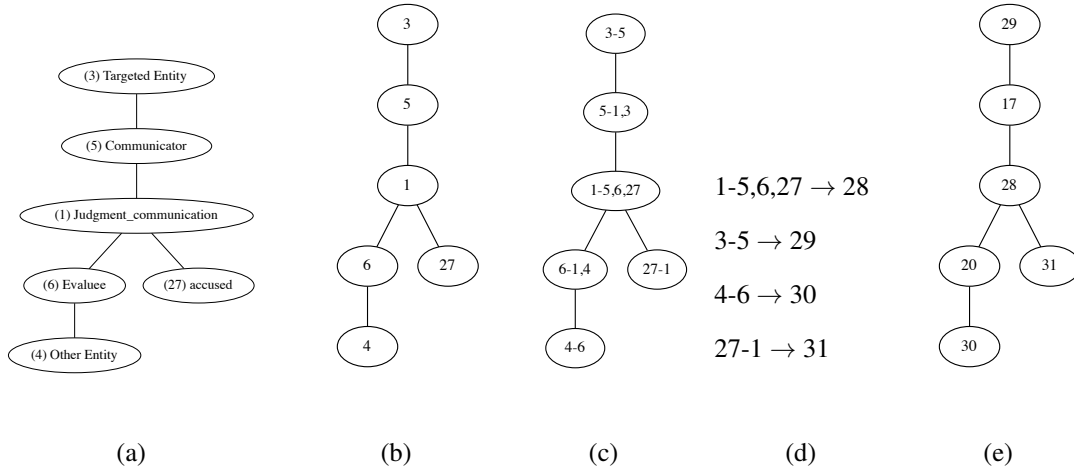 (3) Targeted Entity
(5) Communicator
(1) Judgment_communication
(6) Evaluee
(27) accused
(4) Other Entity
(a)
3
5
1
6
27
4
(b)
3-5
5-1,3
1-5,6,27
6-1,4
27-1
4-6
(c)
1-5,6,27 → 28
3-5 → 29
4-6 → 30
27-1 → 31
(d)
29
17
28
20
31
30
(e)